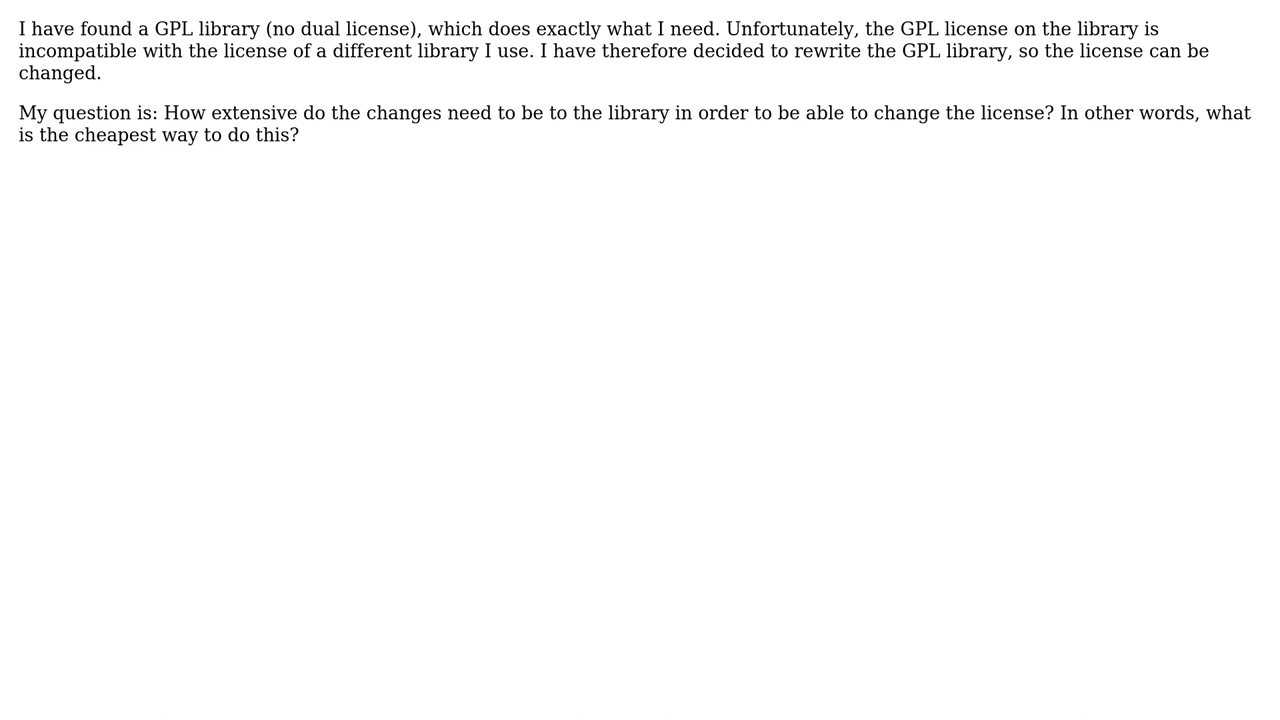 I have found a GPL library (no dual license), which does exactly what I need. Unfortunately, the GPL license on the library is
incompatible with the license of a different library I use. I have therefore decided to rewrite the GPL library, so the license can be
changed.
My question is: How extensive do the changes need to be to the library in order to be able to change the license? In other words, what
is the cheapest way to do this?